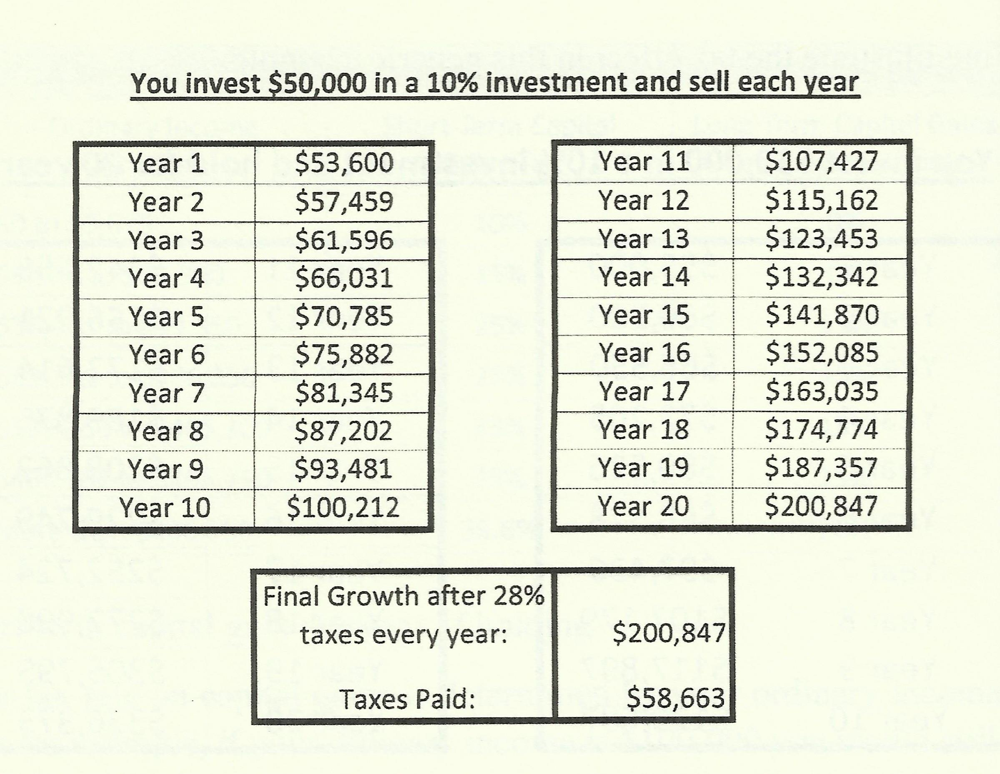 You invest $50,000 in a 10% investment and sell each year
Year 1 $53,600
Year 2 $57,459
Year 3 $61,596
Year 4 $66,031
Year 5 $70,785
Year 6 $75,882
Year 7 $81,345
Year 8 $87,202
Year 9 $93,481
Year 10 $100,212
Year 11 $107,427
Year 12 $115,162
Year 13 $123,453
Year 14 $132,342
Year 15 $141,870
Year 16 $152,085
Year 17 $163,035
Year 18 $174,774
Year 19 $187,357
Year 20 $200,847
Final Growth after 28%
taxes every year: $200,847
Taxes Paid: $58,663